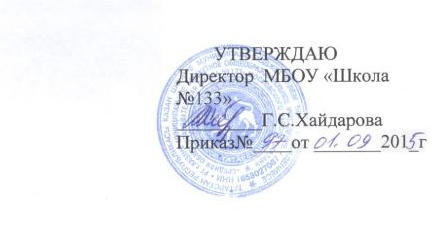 УТВЕРЖДАЮ
Директор МБОУ «Школа
№133»
Г.С.Хайдарова
Приказ№ 97 от 01.09 2015г